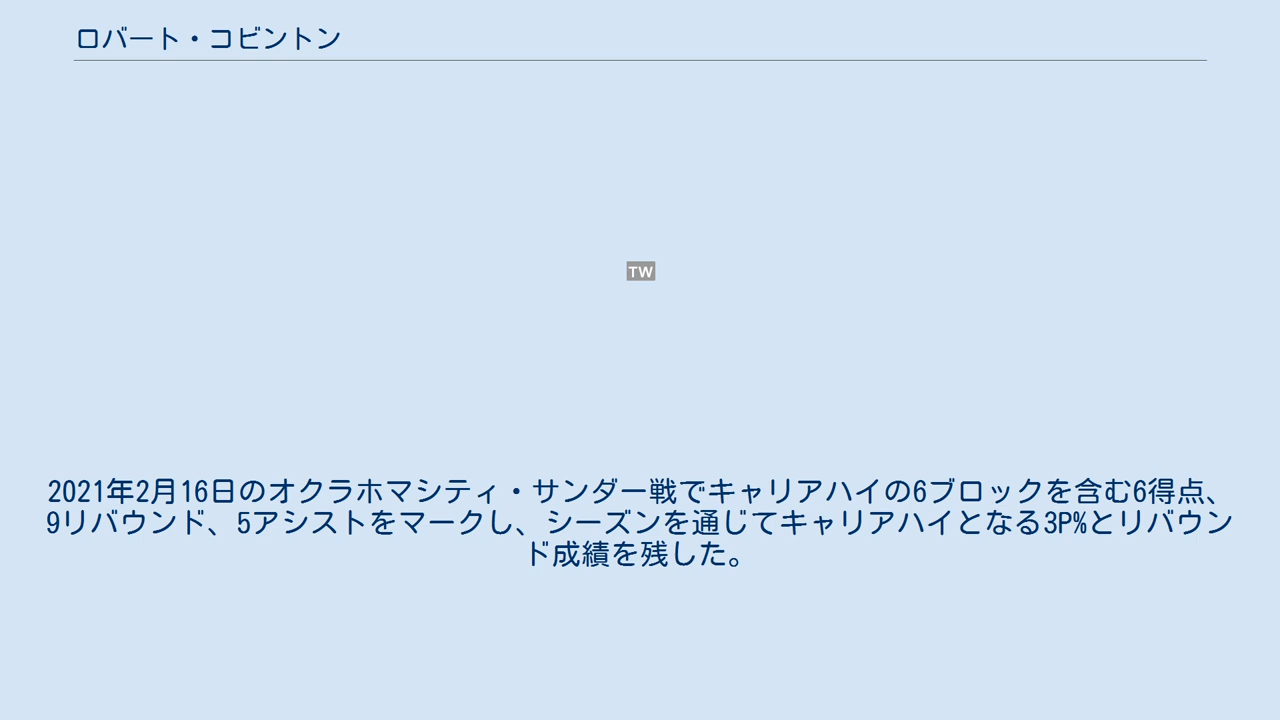 ロバート・コビントン
TW
2021年2月16日のオクラホマシティ・サンダー戦でキャリアハイの6ブロックを含む6得点、
9リバウンド、5アシストをマークし、シーズンを通じてキャリアハイとなる3P%とリバウン
ド成績を残した。